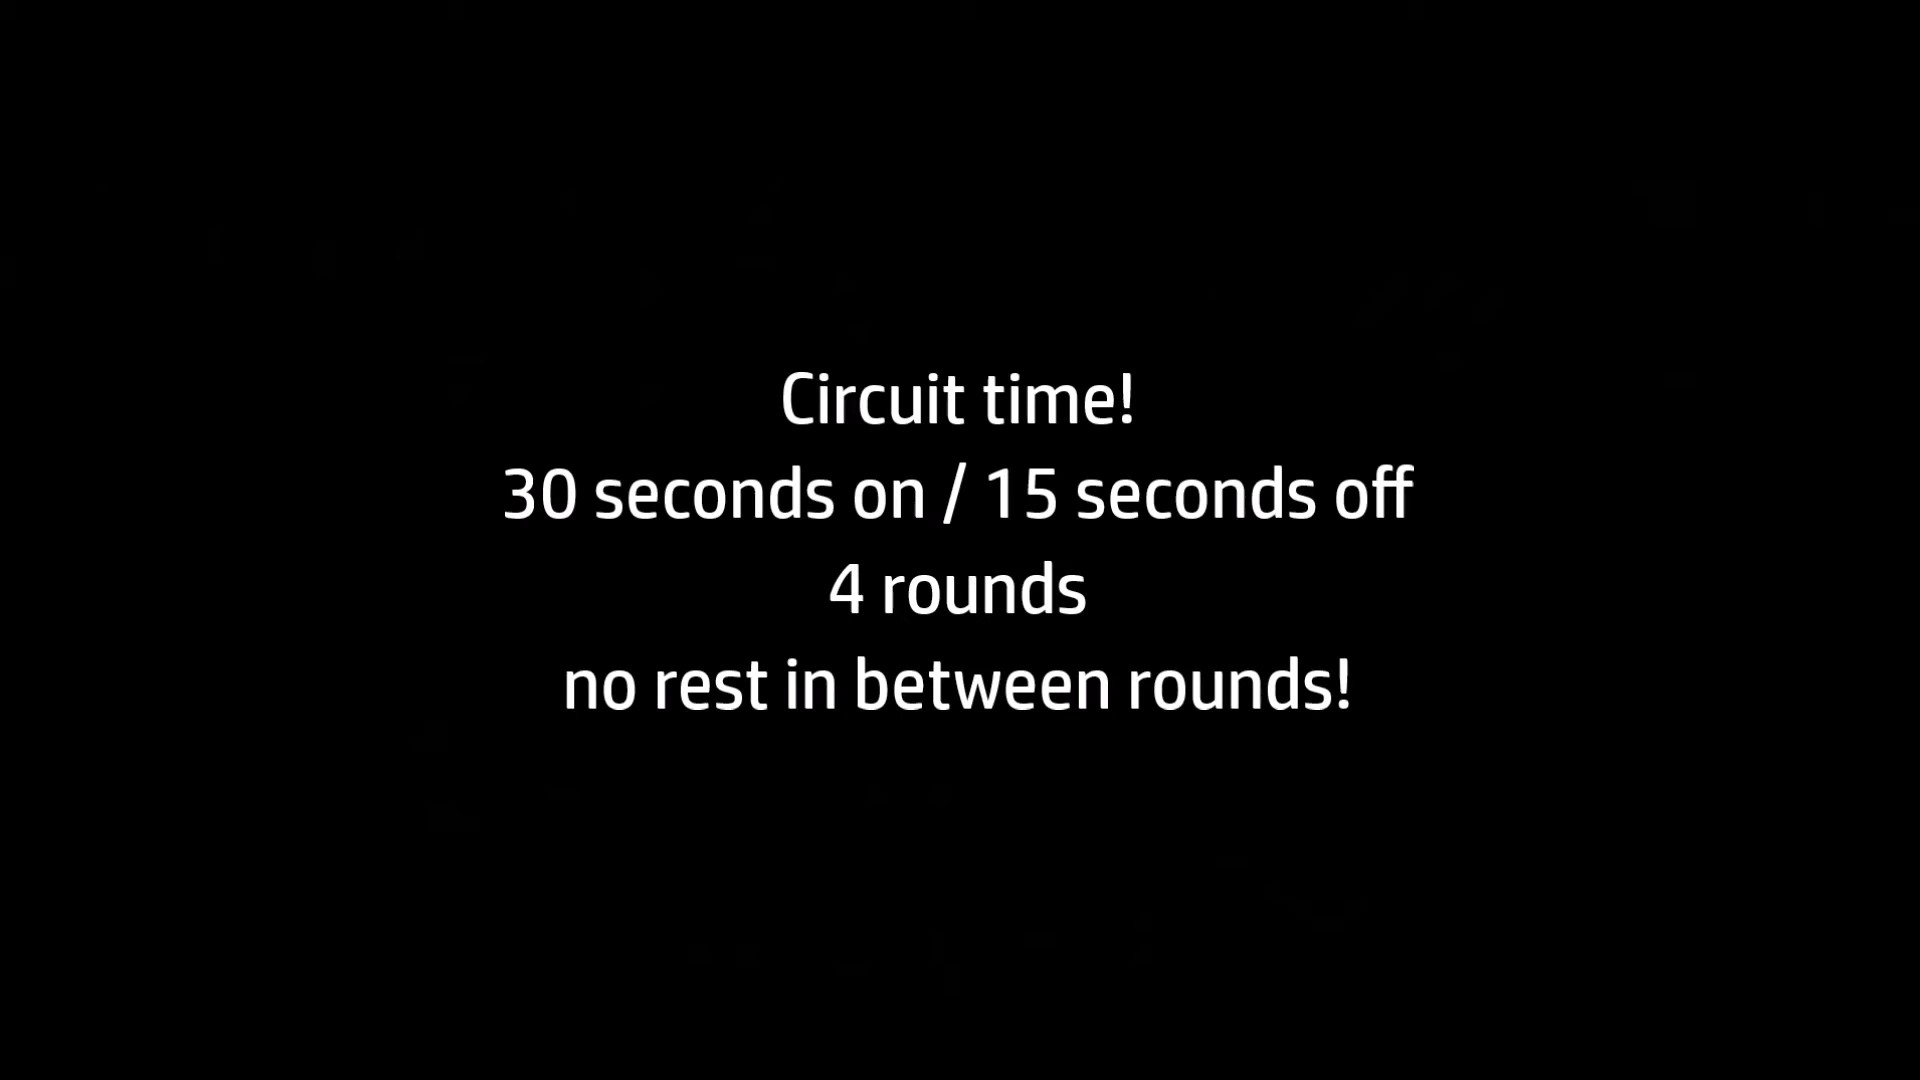 Circuit time!
30 seconds on / 15 seconds off
4 rounds
no rest in between rounds!